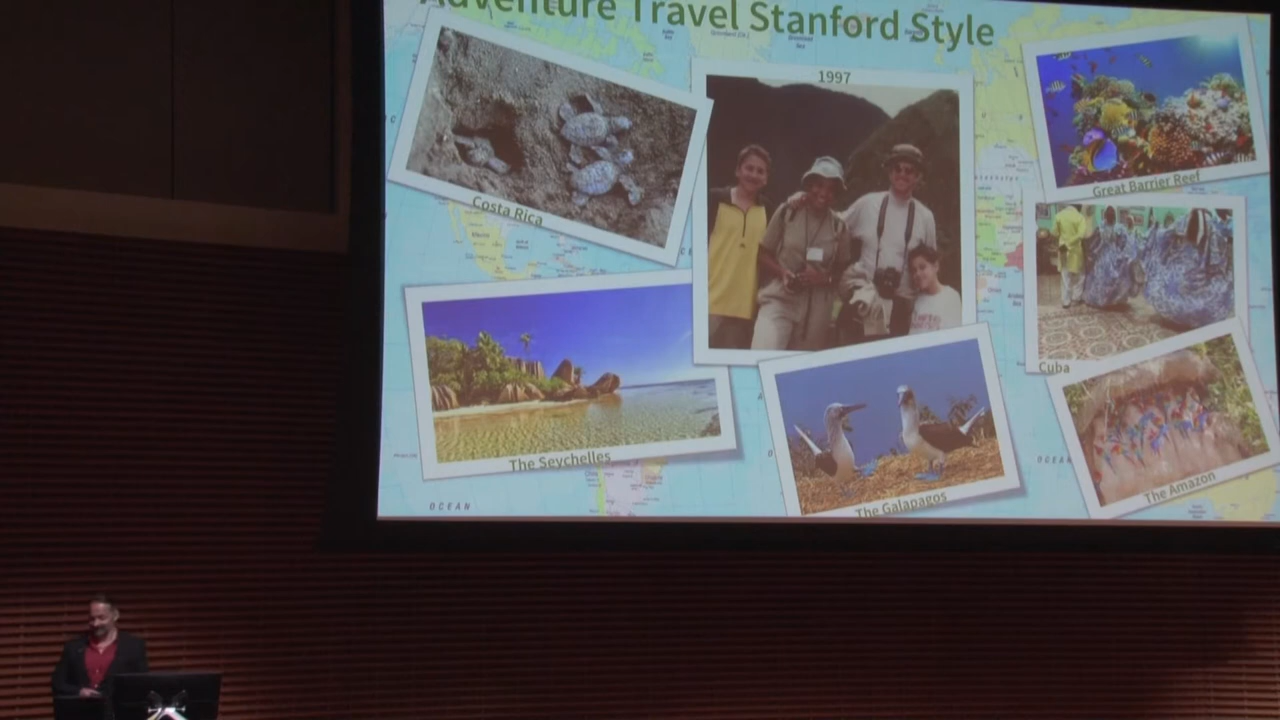 Adventure Travel Stanford Style
1997
Costa Rica
Great Barrier Reef
Cuba
The Seychelles
The Galapagos
The Amazon
OCEAN
OCEAN